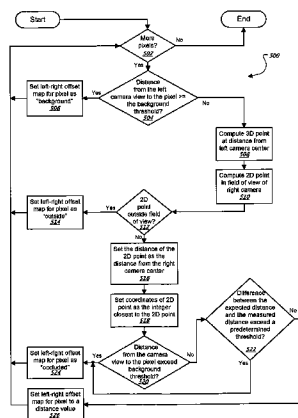 Start
End
More
pixels?
502
No
Yes
500
Distance
from the left
camera view to the pixel >=
the background
threshold?
504
Yes
No
Set left-right offset
map for pixel as
"background"
506
Compute 3D point
at distance from
left camera center
508
Compute 2D point
in field of view of
right camera
510
2D
point
outside field
of view?
512
Yes
No
Set left-right offset
map for pixel as
"outside"
514
Set the distance of the
2D point as the
distance from the right
camera center
516
Set coordinates of 2D
point as the integer
closest to the 2D point
518
Difference
between the
expected distance
and the measured
distance exceed a
predetermined
threshold?
522
Yes
No
Distance
from the camera
view to the pixel exceed
background
threshold?
520
Yes
No
Set left-right offset
map for pixel as
"occluded"
524
Set left-right offset
map for pixel to a
distance value
526